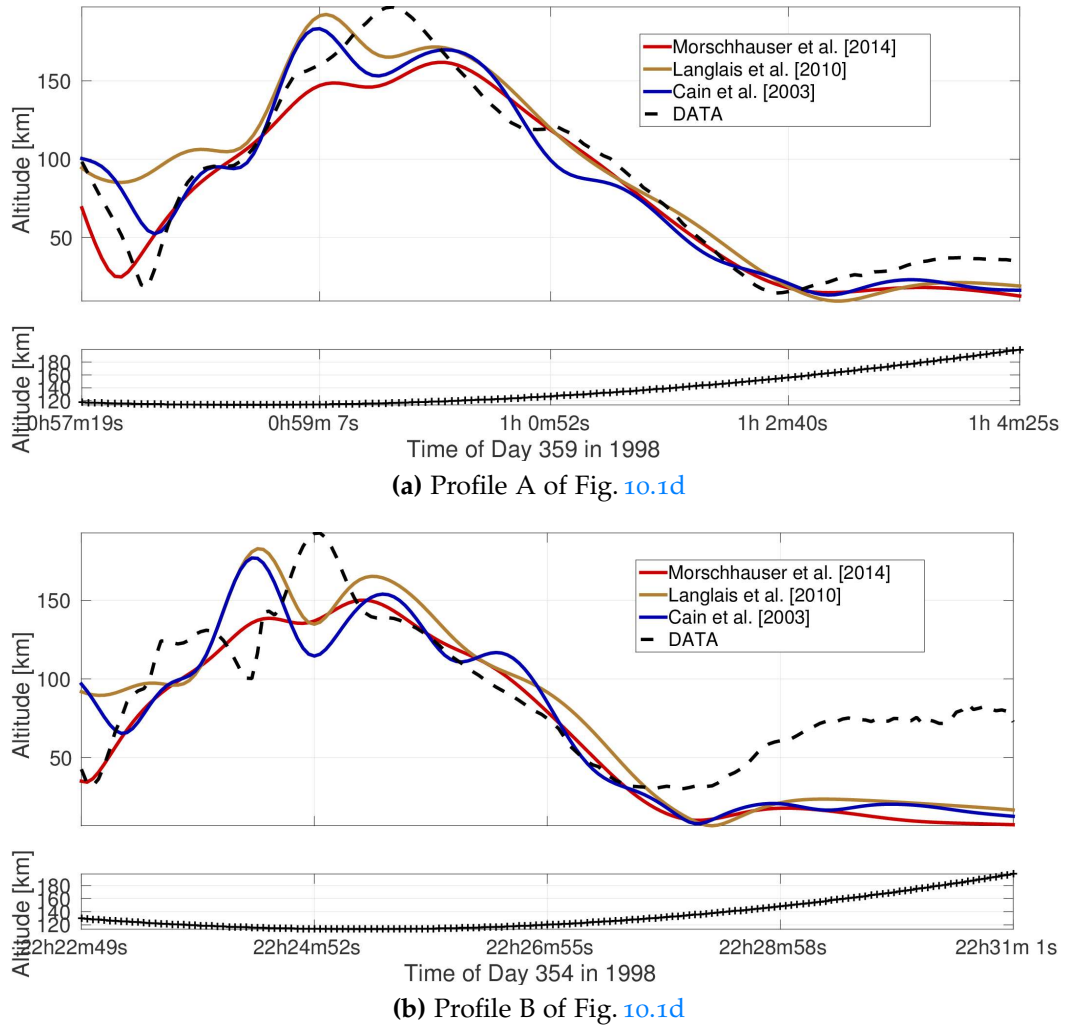 Altitude [km]
150
100
50
Morschhauser et al. [2014]
Langlais et al. [2010]
Cain et al. [2003]
DATA
Altitude [km]
180
160
140
120
0h57m19s 0h59m 7s 1h 0m52s 1h 2m40s 1h 4m25s
Time of Day 359 in 1998
(a) Profile A of Fig. 10.1d
Altitude [km]
150
100
50
Morschhauser et al. [2014]
Langlais et al. [2010]
Cain et al. [2003]
DATA
Altitude [km]
180
160
140
120
22h22m49s 22h24m52s 22h26m55s 22h28m58s 22h31m 1s
Time of Day 354 in 1998
(b) Profile B of Fig. 10.1d